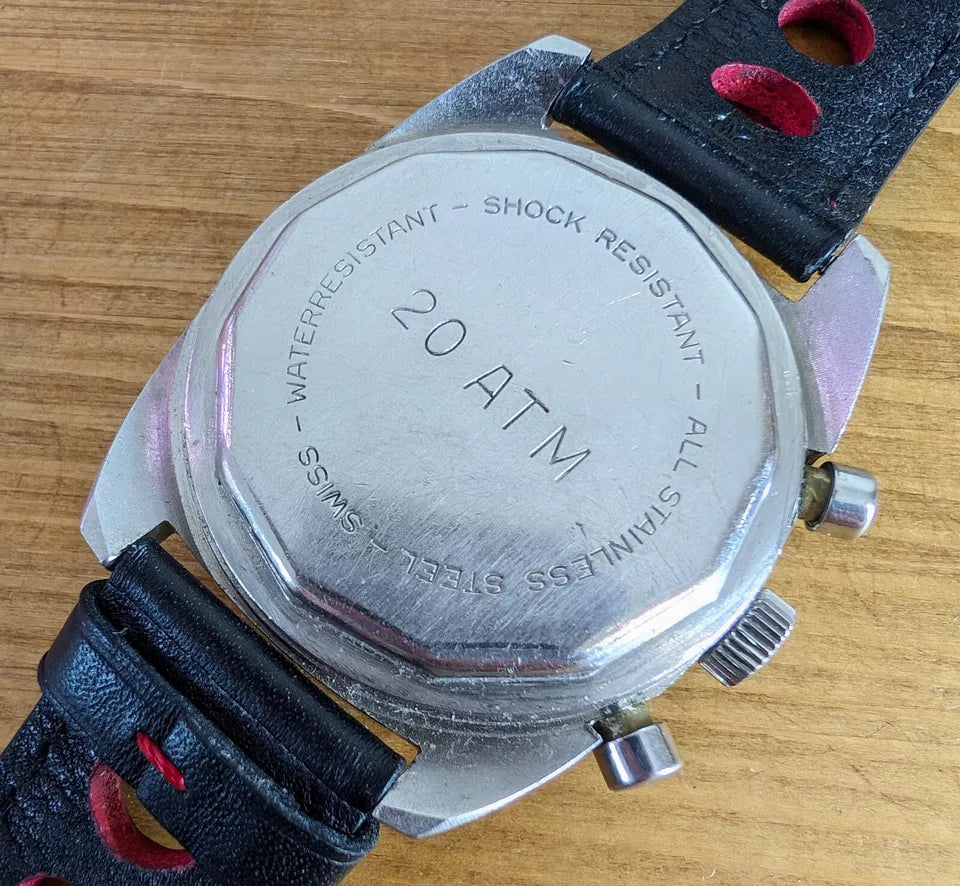 WATERRESISTANT - SHOCK RESISTANT - ALL STAINLESS STEEL - SWISS -
20 ATM